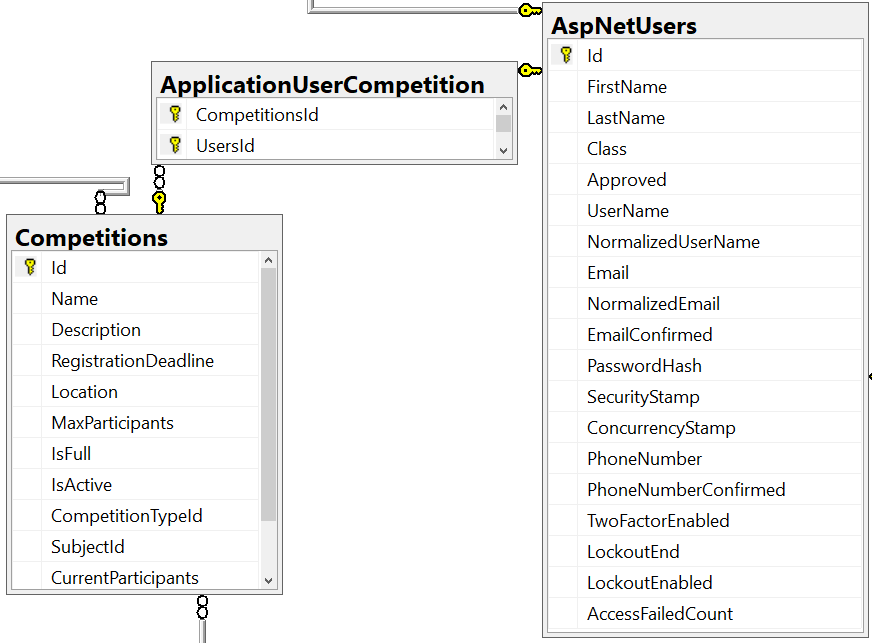 AspNetUsers
Id
FirstName
LastName
Class
Approved
UserName
NormalizedUserName
Email
NormalizedEmail
EmailConfirmed
PasswordHash
SecurityStamp
ConcurrencyStamp
PhoneNumber
PhoneNumberConfirmed
TwoFactorEnabled
LockoutEnd
LockoutEnabled
AccessFailedCount
ApplicationUserCompetition
CompetitionsId
UsersId
Competitions
Id
Name
Description
RegistrationDeadline
Location
MaxParticipants
IsFull
IsActive
CompetitionTypeId
SubjectId
CurrentParticipants